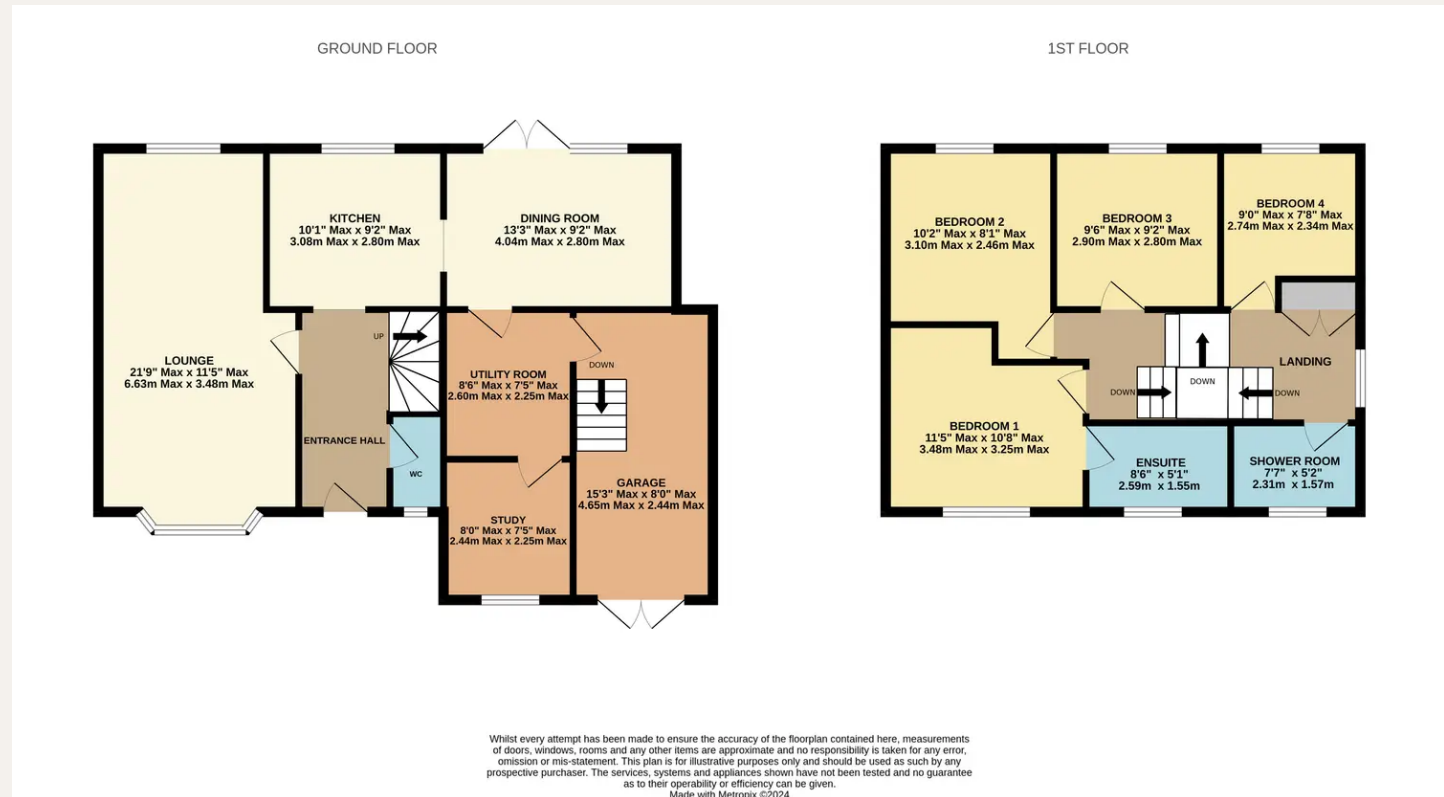 GROUND FLOOR
1ST FLOOR
KITCHEN
10'1" Max x 9'2" Max
3.08m Max x 2.80m Max
DINING ROOM
13'3" Max x 9'2" Max
4.04m Max x 2.80m Max
LOUNGE
21'9" Max x 11'5" Max
6.63m Max x 3.48m Max
UP
UTILITY ROOM
8'6" Max x 7'5" Max
2.60m Max x 2.25m Max
DOWN
ENTRANCE HALL
WC
STUDY
8'0" Max x 7'5" Max
2.44m Max x 2.25m Max
GARAGE
15'3" Max x 8'0" Max
4.65m Max x 2.44m Max
BEDROOM 2
10'2" Max x 8'1" Max
3.10m Max x 2.46m Max
BEDROOM 3
9'6" Max x 9'2" Max
2.90m Max x 2.80m Max
BEDROOM 4
9'0" Max x 7'8" Max
2.74m Max x 2.34m Max
LANDING
DOWN
DOWN
DOWN
BEDROOM 1
11'5" Max x 10'8" Max
3.48m Max x 3.25m Max
ENSUITE
8'6" x 5'1"
2.59m x 1.55m
SHOWER ROOM
7'7" x 5'2"
2.31m x 1.57m
Whilst every attempt has been made to ensure the accuracy of the floorplan contained here, measurements
of doors, windows, rooms and any other items are approximate and no responsibility is taken for any error,
omission or mis-statement. This plan is for illustrative purposes only and should be used as such by any
prospective purchaser. The services, systems and appliances shown have not been tested and no guarantee
as to their operability or efficiency can be given.
Made with Metropix ©2024